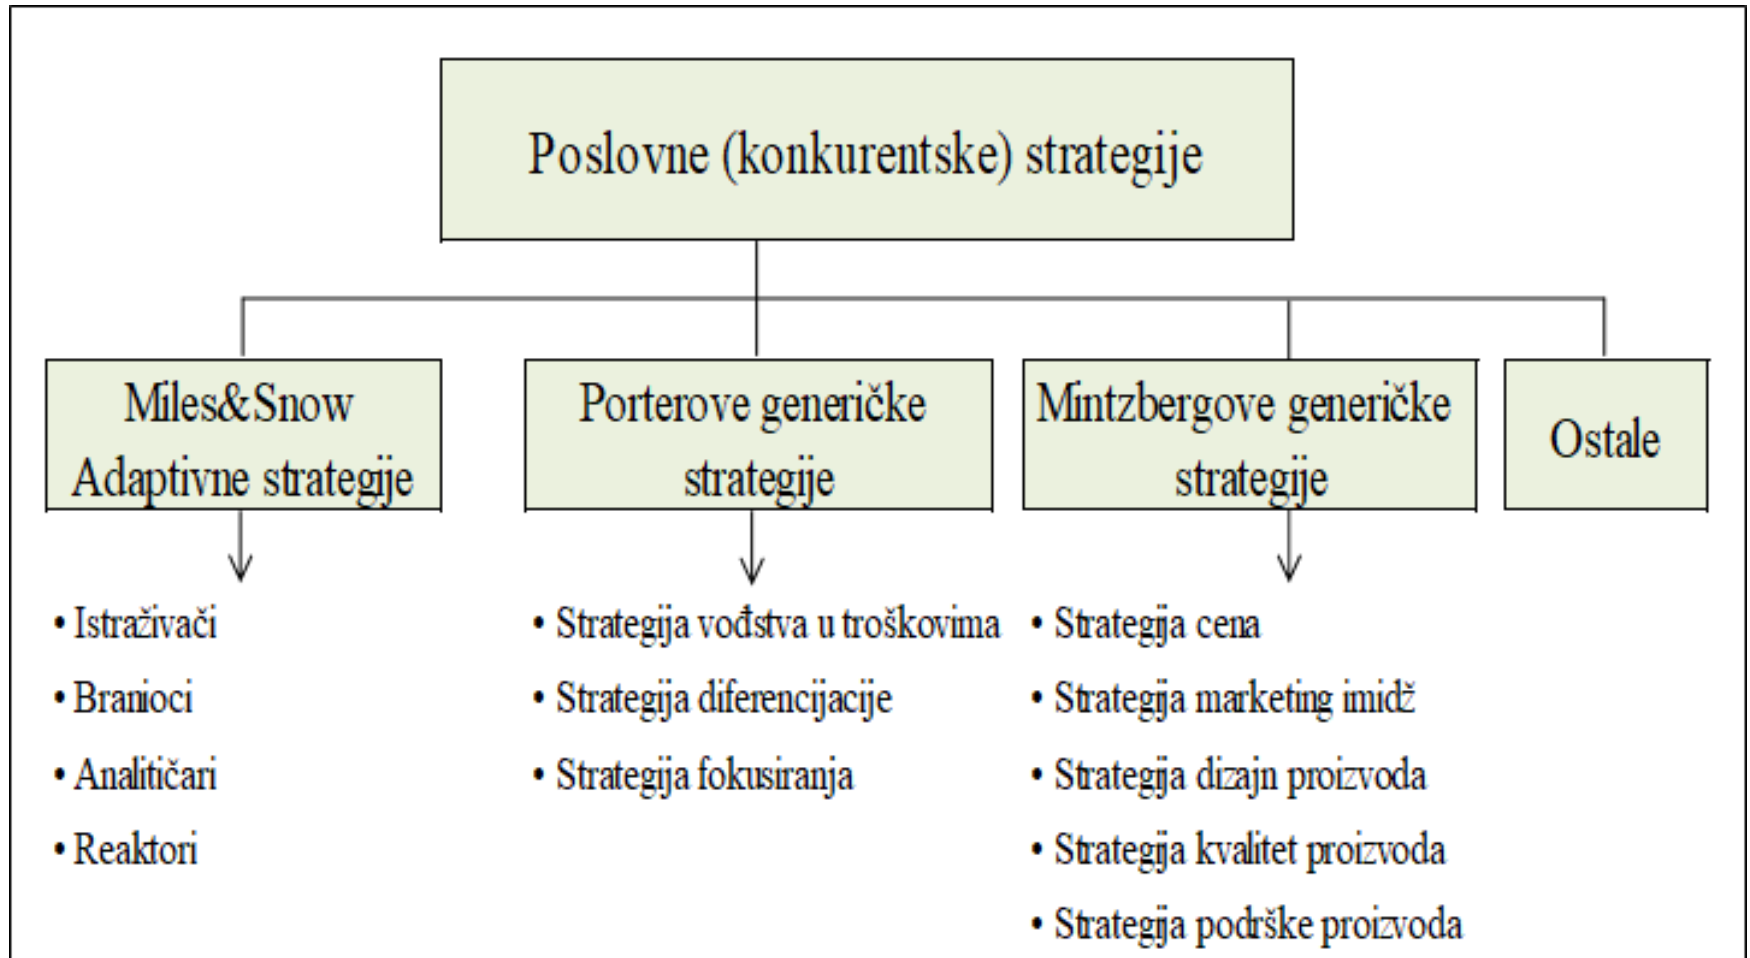 Poslovne (konkurentske) strategije
Miles&Snow
Adaptivne strategije
Porterove generičke
strategije
Mintzbergove generičke
strategije
Ostale
• Istraživači
• Branioci
• Analitičari
• Reaktori
• Strategija vođstva u troškovima
• Strategija diferencijacije
• Strategija fokusiranja
• Strategija cena
• Strategija marketing imidž
• Strategija dizajn proizvoda
• Strategija kvalitet proizvoda
• Strategija podrške proizvoda